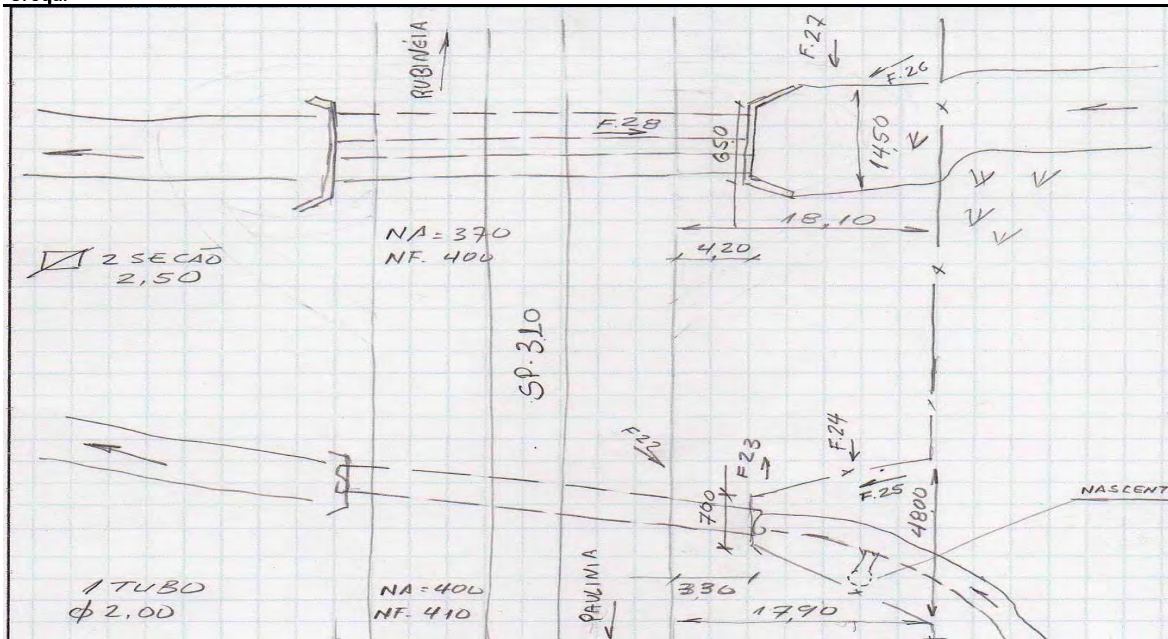 RUBINÉIA
F.27
F.26
F.28
650
1450
18,10
4,20
NA = 370
NF. 400
2 SECÃO
2,50
SP. 310
F.22
F.23
F.24
F.25
NASCENT
700
4800
1 TUBO
φ 2.00
NA = 400
NF. 410
PAULINIA
330
17,90